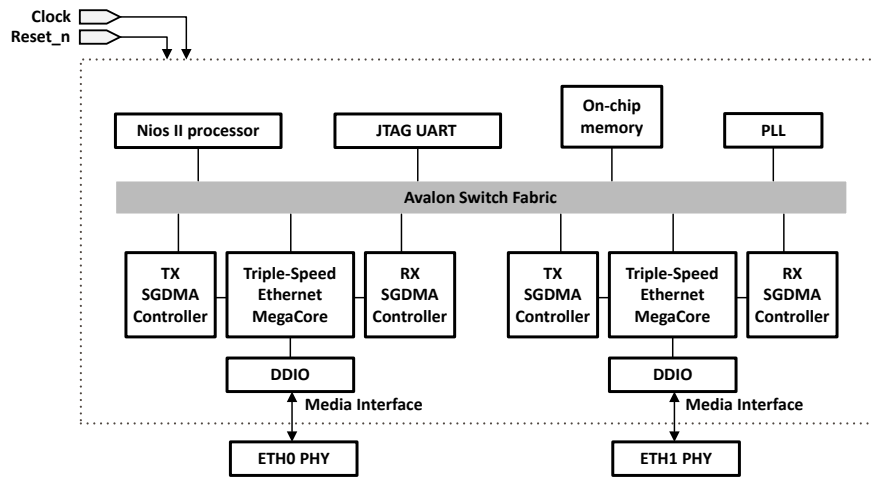 Clock
Reset_n
Nios II processor
JTAG UART
On-chip
memory
PLL
Avalon Switch Fabric
TX
SGDMA
Controller
Triple-Speed
Ethernet
MegaCore
RX
SGDMA
Controller
TX
SGDMA
Controller
Triple-Speed
Ethernet
MegaCore
RX
SGDMA
Controller
DDIO
DDIO
Media Interface
Media Interface
ETH0 PHY
ETH1 PHY